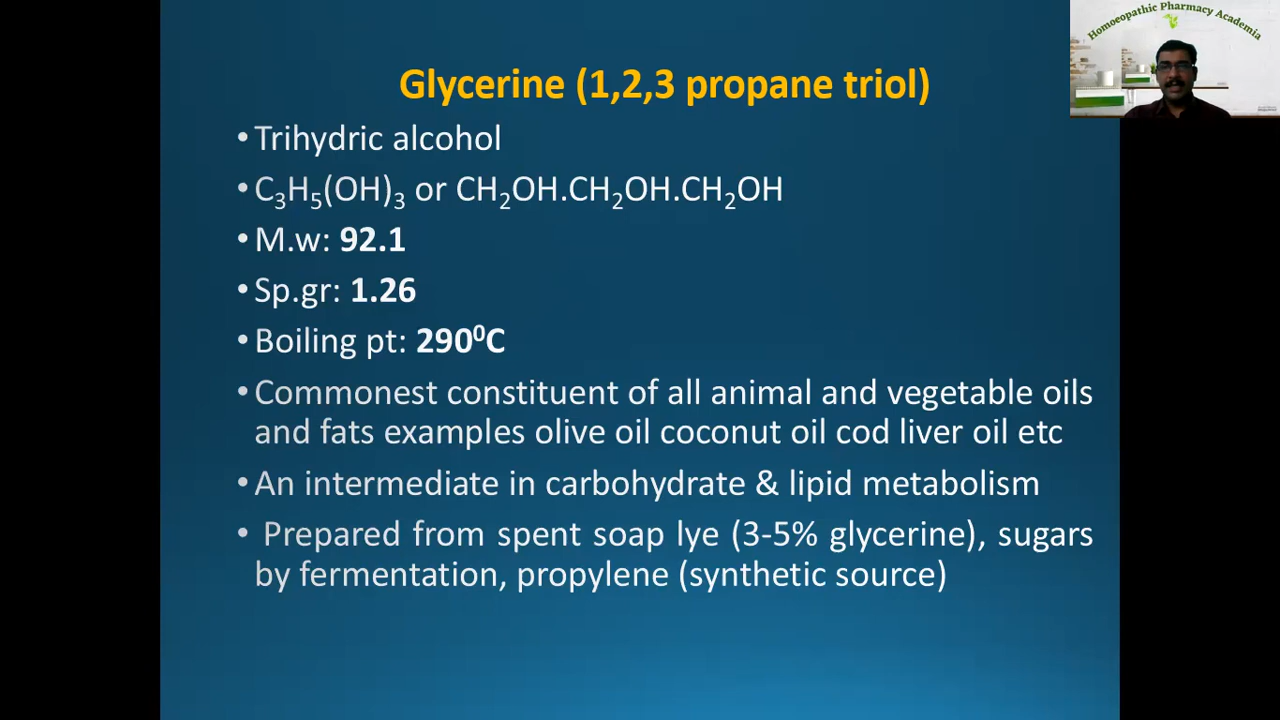 Homoeopathic Pharmacy Academia
Glycerine (1,2,3 propane triol)
•Trihydric alcohol
•C₃H₅(OH)₃ or CH₂OH.CH₂OH.CH₂OH
•M.w: 92.1
•Sp.gr: 1.26
•Boiling pt: 290⁰C
•Commonest constituent of all animal and vegetable oils
and fats examples olive oil coconut oil cod liver oil etc
•An intermediate in carbohydrate & lipid metabolism
• Prepared from spent soap lye (3-5% glycerine), sugars
by fermentation, propylene (synthetic source)